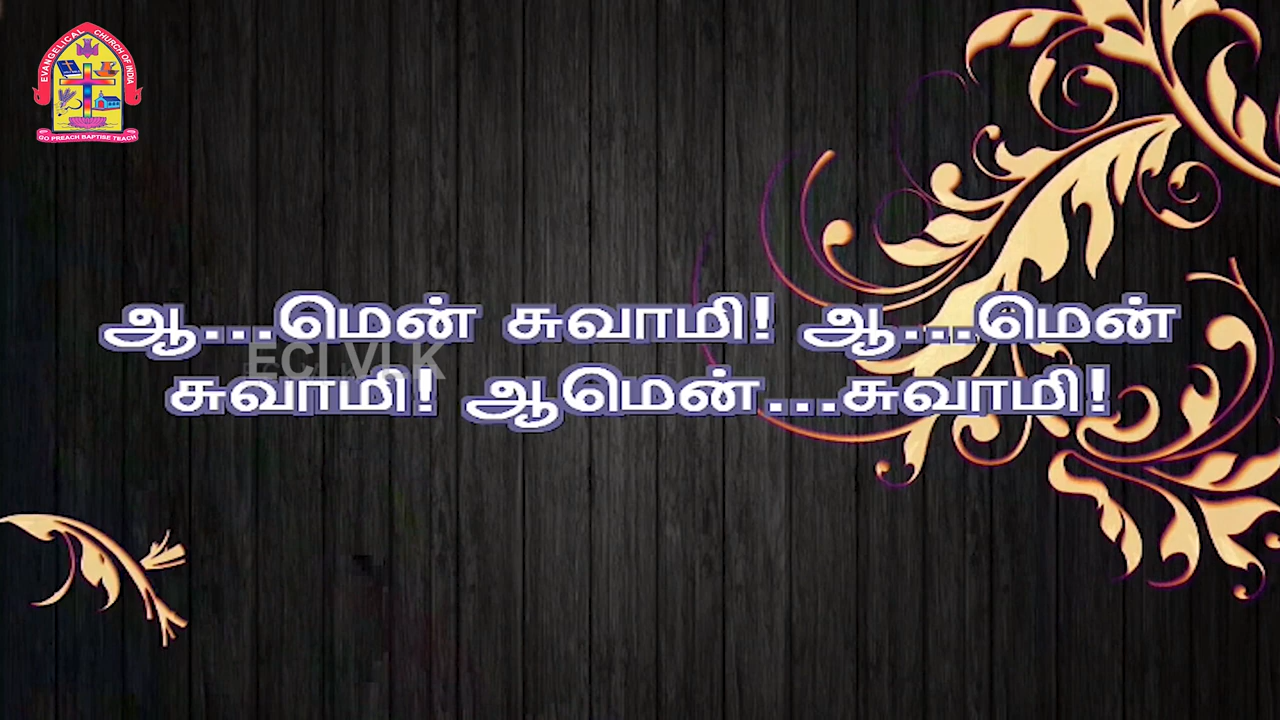 EVANGELICAL CHURCH OF INDIA
GO PREACH BAPTISE TEACH
ஆ...மென் சுவாமி! ஆ...மென்
ECI VLK
சுவாமி! ஆமென்...சுவாமி!